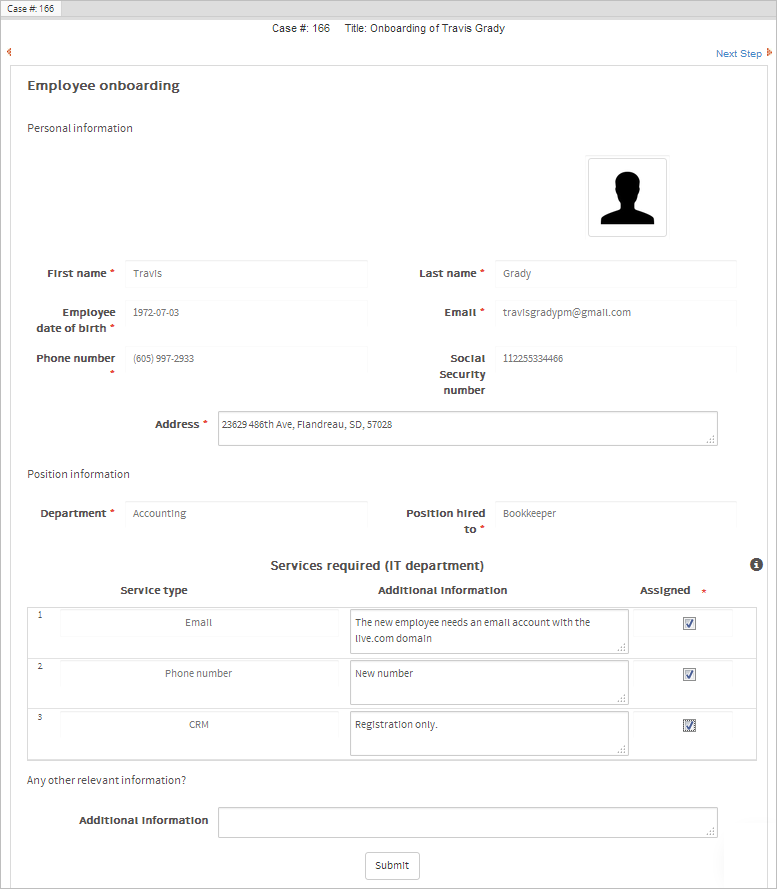 Case #: 166
Case #: 166 Title: Onboarding of Travis Grady
Next Step
Employee onboarding
Personal information
First name * Travis Last name * Grady
Employee date of birth * 1972-07-03 Email * travisgradypm@gmail.com
Phone number * (605) 997-2933 Social Security number 112255334466
Address * 23629 486th Ave, Flandreau, SD, 57028
Position information
Department * Accounting Position hired to * Bookkeeper
Services required (IT department)
Service type Additional information Assigned *
1 Email The new employee needs an email account with the
live.com domain
2 Phone number New number
3 CRM Registration only.
Any other relevant information?
Additional information
Submit